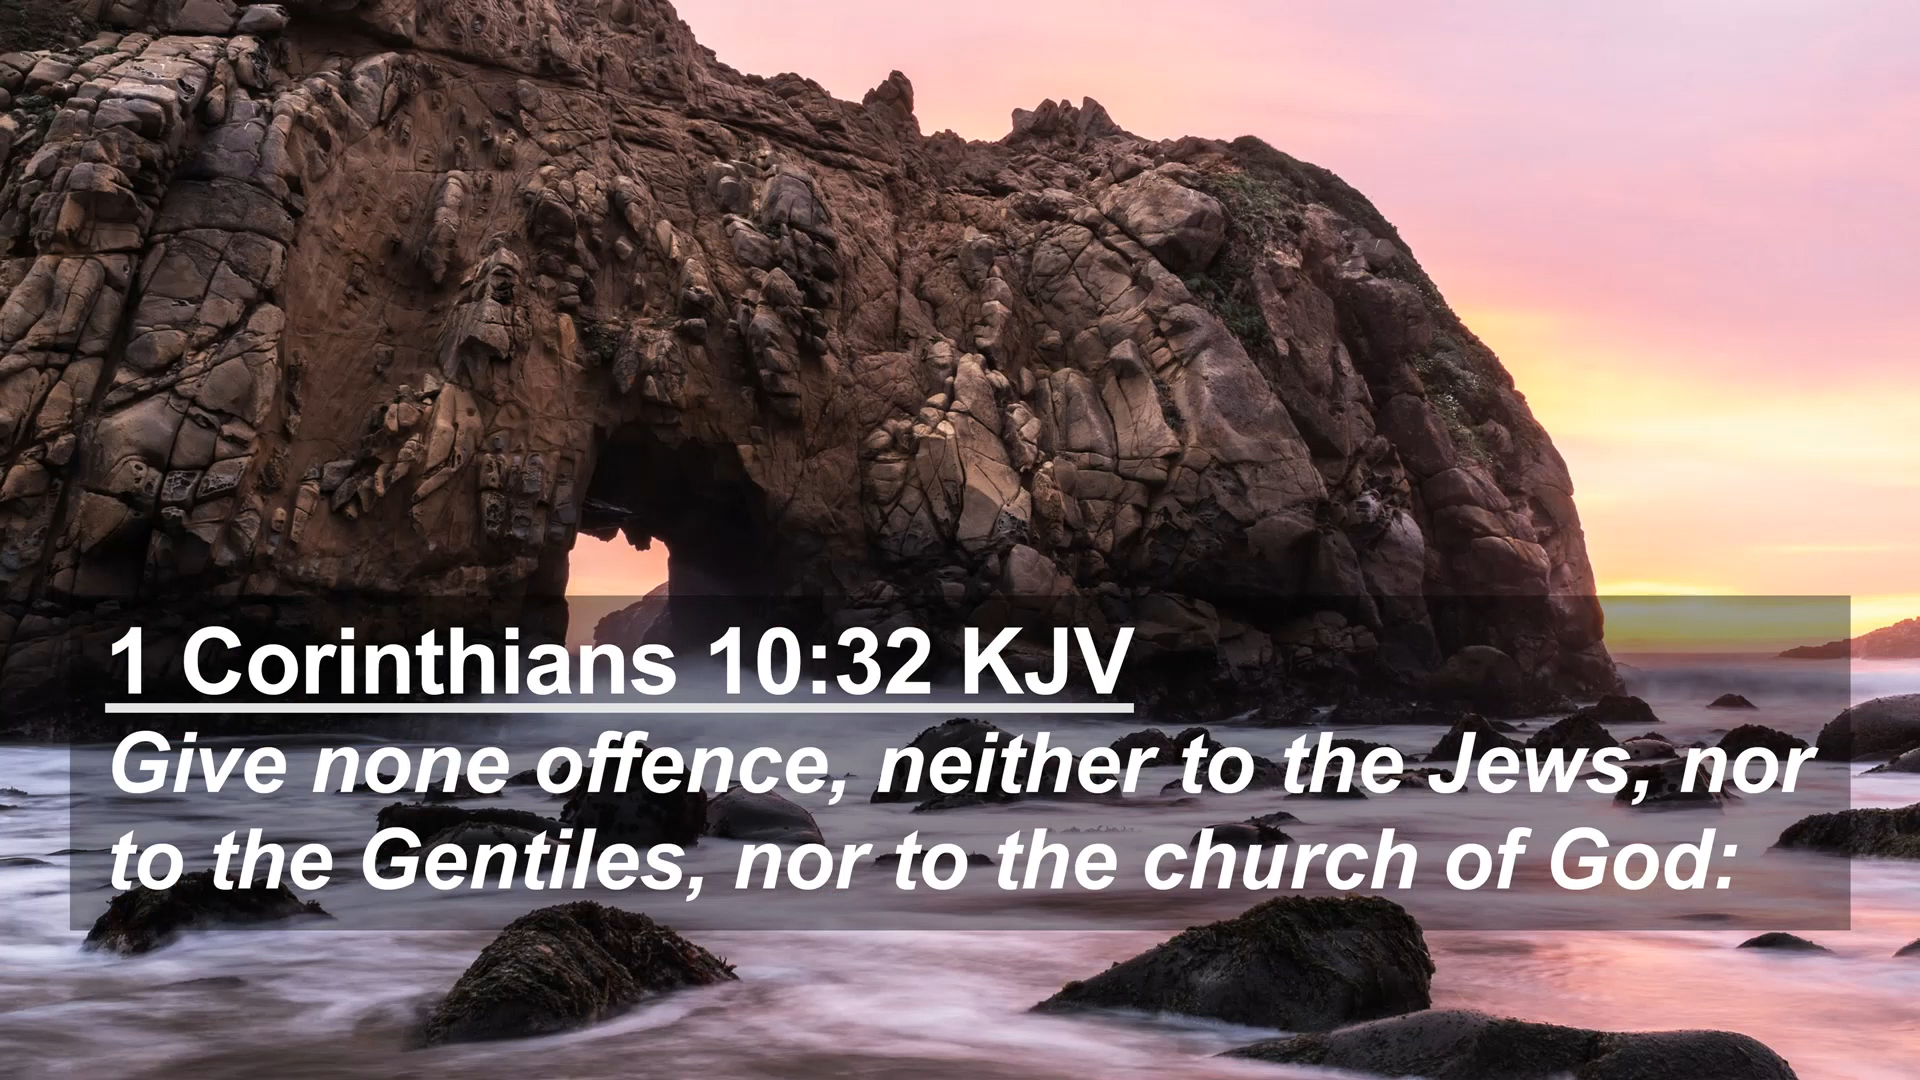 1 Corinthians 10:32 KJV
Give none offence, neither to the Jews, nor
to the Gentiles, nor to the church of God: